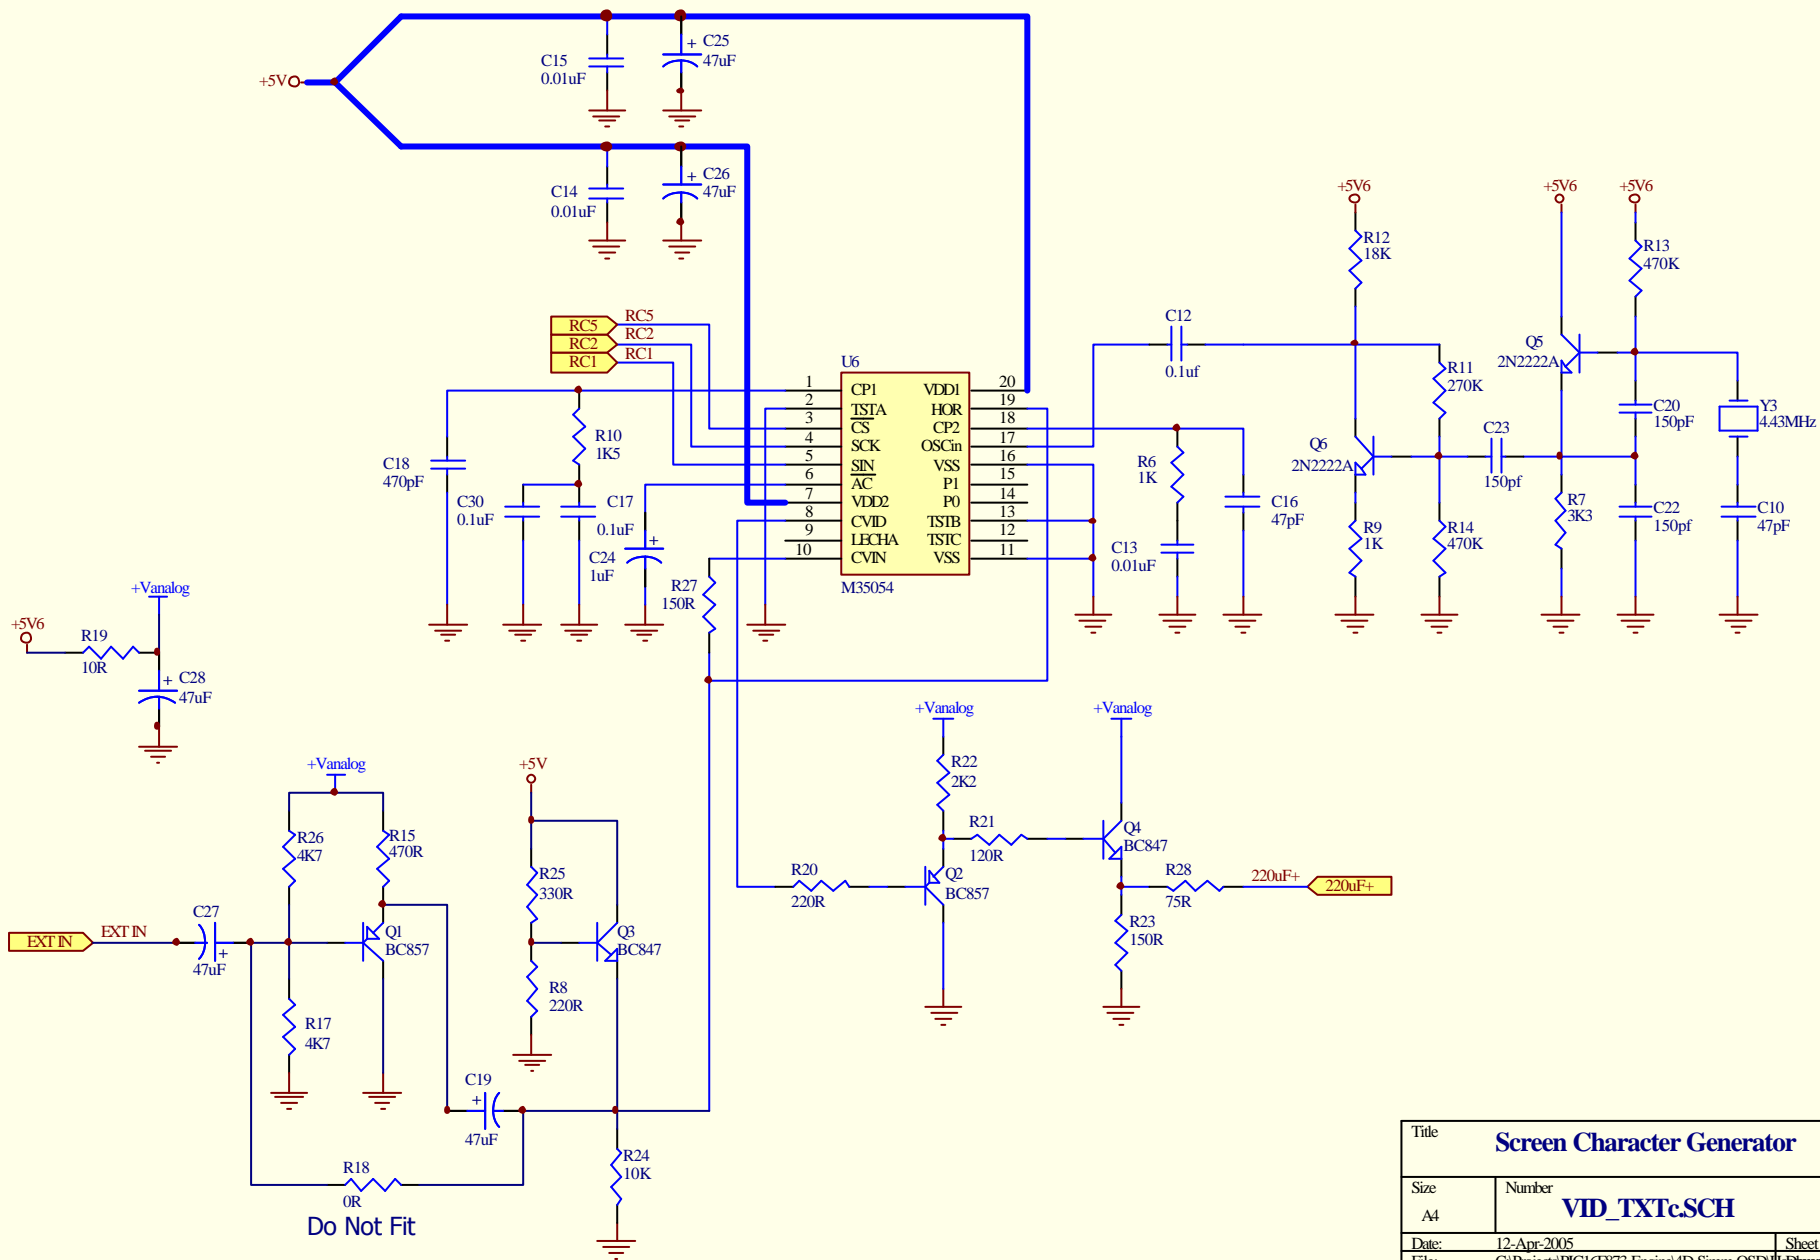 +5V
C15
0.01uF
+ C25
47uF
C14
0.01uF
+ C26
47uF
RC5 RC5
RC2 RC2
RC1 RC1
C18
470pF
R10
1K5
C30
0.1uF
C17
0.1uF
+
C24
1uF
R27
150R
U6
1 CP1 VDD1 20
2 TSTA HOR 19
3 CS CP2 18
4 SCK OSCin 17
5 SIN VSS 16
6 AC P1 15
7 VDD2 P0 14
8 CVID TSTB 13
9 LECHA TSTC 12
10 CVIN VSS 11
M35054
C12
0.1uf
R6
1K
C13
0.01uF
C16
47pF
+5V6
R12
18K
R11
270K
Q6
2N2222A
R9
1K
R14
470K
C23
150pf
+5V6
Q5
2N2222A
R7
3K3
+5V6
R13
470K
C20
150pF
C22
150pf
Y3
4.43MHz
C10
47pF
+Vanalog
+5V6
R19
10R
+ C28
47uF
+Vanalog
R26
4K7
R15
470R
EXT IN EXT IN
C27
+
47uF
Q1
BC857
R17
4K7
+5V
R25
330R
Q3
BC847
R8
220R
C19
+
47uF
R18
0R
Do Not Fit
R24
10K
+Vanalog
R22
2K2
R21
120R
R20
220R
Q2
BC857
+Vanalog
Q4
BC847
R28
75R
220uF+ 220uF+
R23
150R
Title
Screen Character Generator
Size
A4
Number
VID_TXTc.SCH
Date: 12-Apr-2005 Sheet